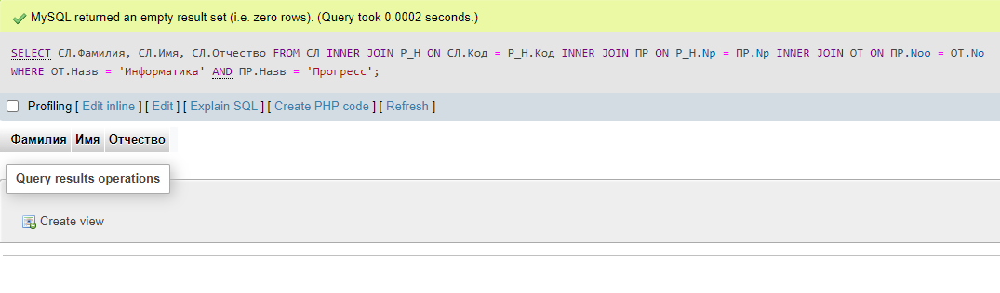 MySQL returned an empty result set (i.e. zero rows). (Query took 0.0002 seconds.)
SELECT СЛ.Фамилия, СЛ.Имя, СЛ.Отчество FROM СЛ INNER JOIN Р_Н ON СЛ.Код = Р_Н.Код INNER JOIN ПР ON Р_Н.Np = ПР.Np INNER JOIN ОТ ON ПР.Noo = ОТ.No
WHERE ОТ.Назв = 'Информатика' AND ПР.Назв = 'Прогресс';
Profiling [ Edit inline ] [ Edit ] [ Explain SQL ] [ Create PHP code ] [ Refresh ]
Фамилия Имя Отчество
Query results operations
Create view